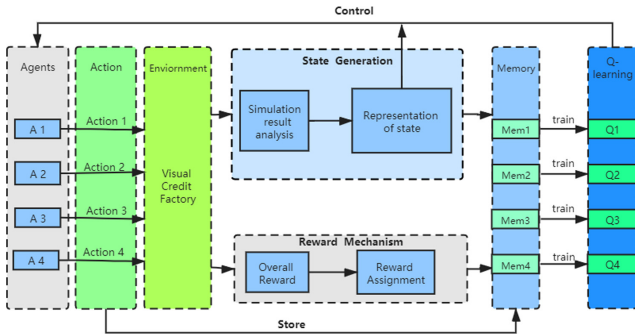 Control
Agents
Action
Enviornment
State Generation
Memory
Q-
learning
Simulation
result
analysis
Representation
of state
A 1
Action 1
Mem1
train
Q1
A 2
Action 2
Visual
Credit
Factory
Mem2
train
Q2
A 3
Action 3
Mem3
train
Q3
Reward Mechanism
A 4
Action 4
Overall
Reward
Reward
Assignment
Mem4
train
Q4
Store